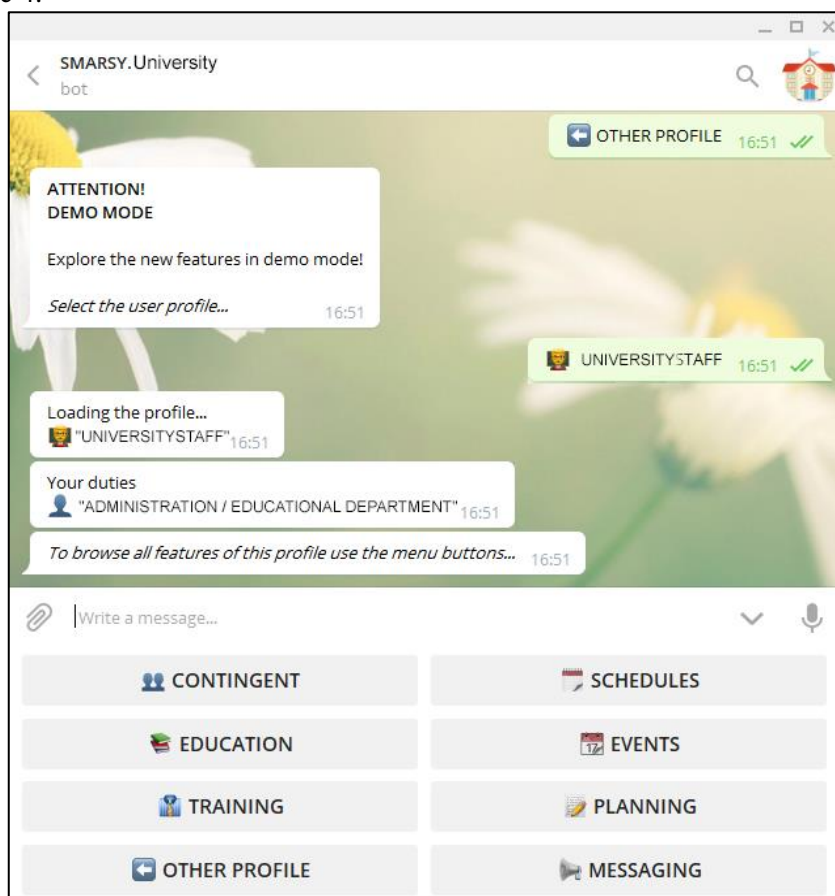 SMARSY.University
bot
OTHER PROFILE 16:51
ATTENTION!
DEMO MODE
Explore the new features in demo mode!
Select the user profile... 16:51
UNIVERSITYSTAFF 16:51
Loading the profile...
"UNIVERSITYSTAFF" 16:51
Your duties
"ADMINISTRATION / EDUCATIONAL DEPARTMENT" 16:51
To browse all features of this profile use the menu buttons... 16:51
Write a message...
CONTINGENT
SCHEDULES
EDUCATION
17 EVENTS
TRAINING
PLANNING
OTHER PROFILE
MESSAGING